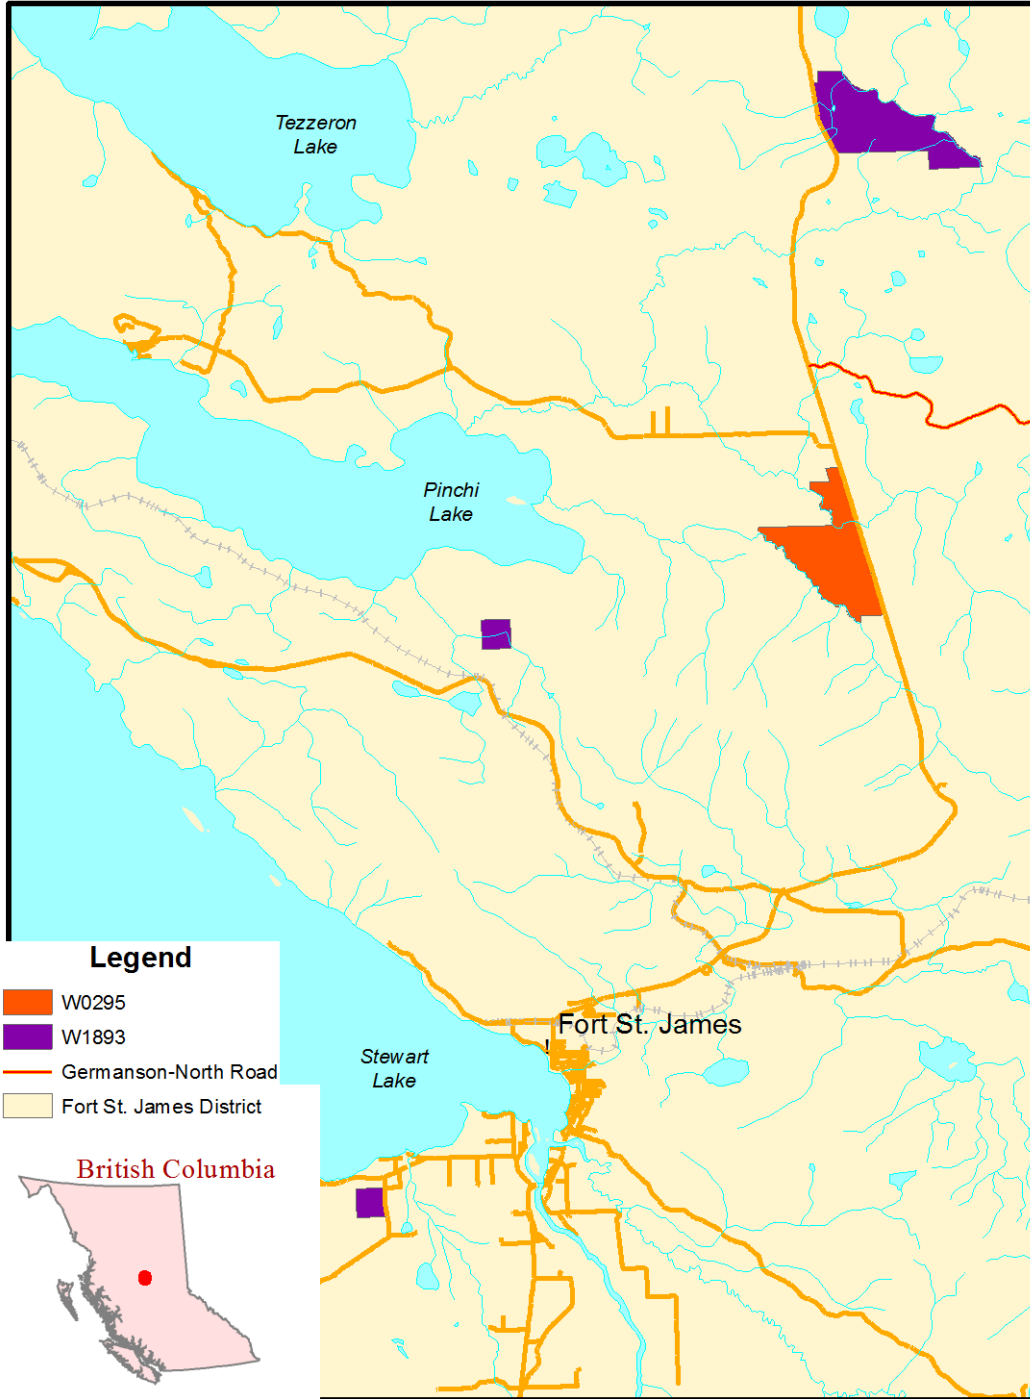 Tezzeron
Lake
Pinchi
Lake
Legend
W0295
W1893
Germanson-North Road
Fort St. James District
Fort St. James
!
Stewart
Lake
British Columbia